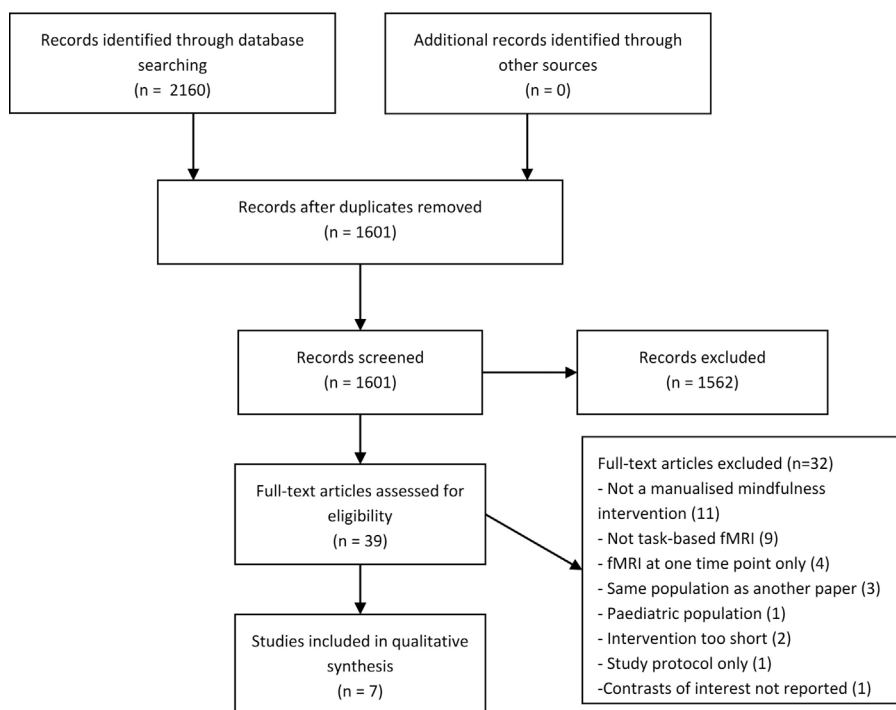 Records identified through database
searching
(n =  2160)
Additional records identified through
other sources
(n = 0)
Records after duplicates removed
(n = 1601)
Records screened
(n = 1601)
Records excluded
(n = 1562)
Full-text articles assessed for
eligibility
(n = 39)
Full-text articles excluded (n=32)
- Not a manualised mindfulness
intervention (11)
- Not task-based fMRI (9)
- fMRI at one time point only (4)
- Same population as another paper (3)
- Paediatric population (1)
- Intervention too short (2)
- Study protocol only (1)
-Contrasts of interest not reported (1)
Studies included in qualitative
synthesis
(n = 7)